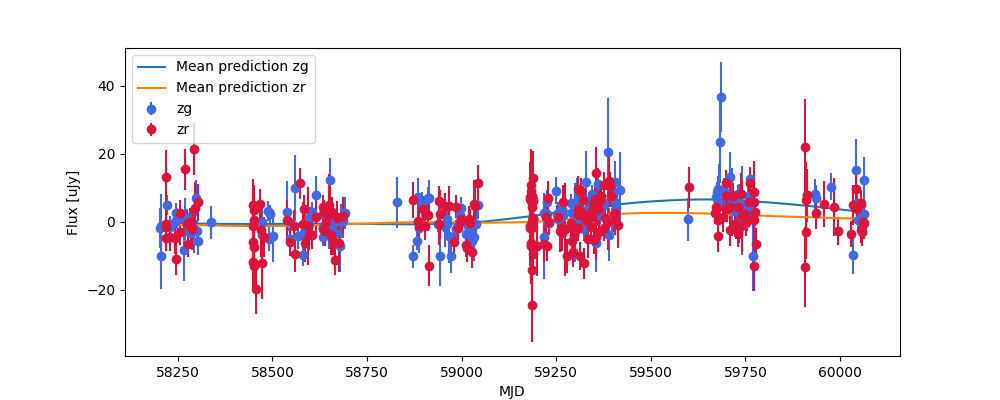 Mean prediction zg
Mean prediction zr
zg
zr
Flux [uJy]
40
20
0
−20
58250 58500 58750 59000 59250 59500 59750 60000
MJD